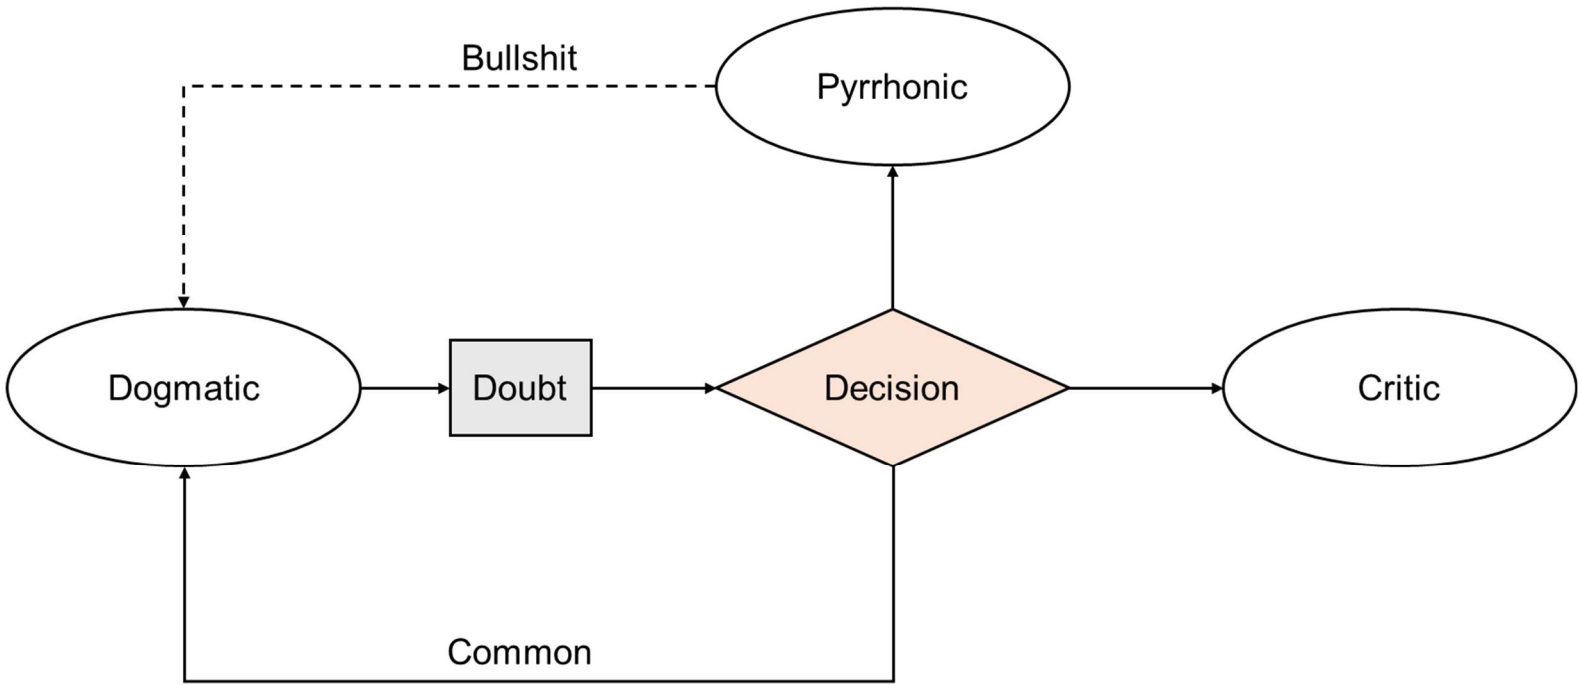 Bullshit
Pyrrhonic
Dogmatic
Doubt
Decision
Critic
Common